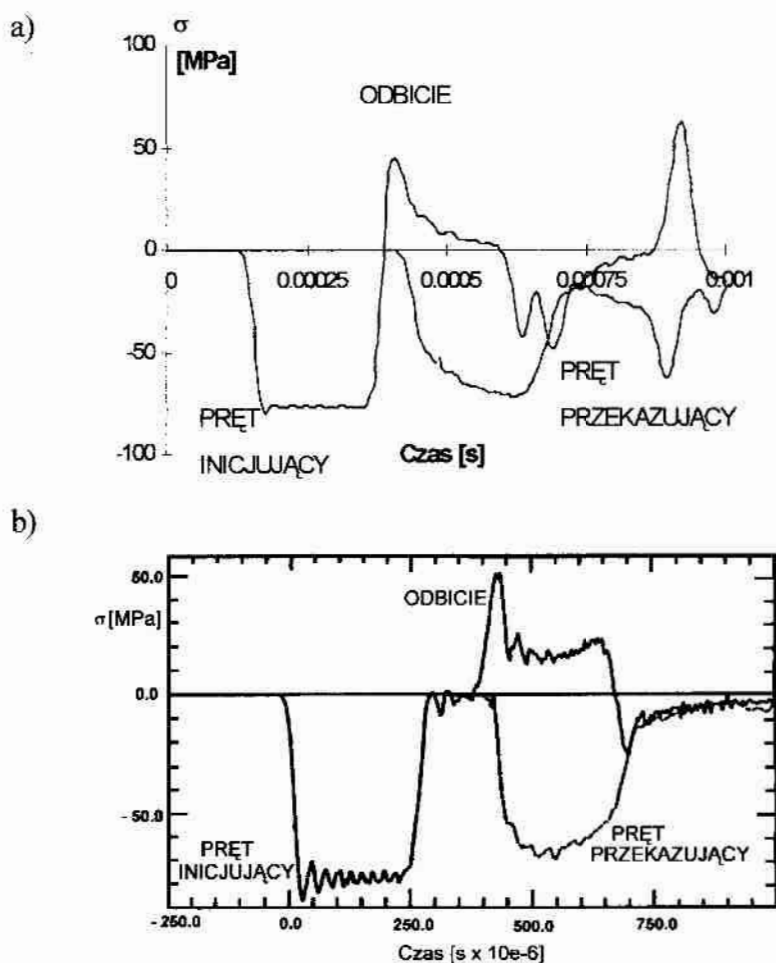 a)
σ
[MPa]
100
ODBICIE
50
0
0
0.00025
0.0005
0.00075
0.001
-50
PRĘT
INICJUJĄCY
PRĘT
PRZEKAZUJĄCY
-100
Czas [s]
b)
50.0
ODBICIE
σ [MPa]
0.0
- 50.0
PRĘT
INICJUJĄCY
PRĘT
PRZEKAZUJĄCY
- 250.0
0.0
250.0
500.0
750.0
Czas [s x 10e-6]